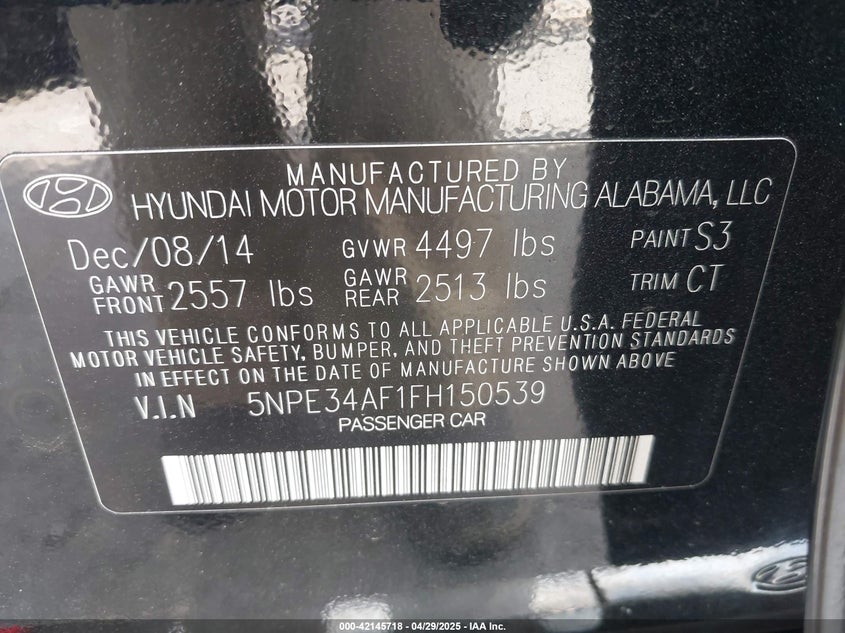 MANUFACTURED BY
HYUNDAI MOTOR MANUFACTURING ALABAMA, LLC
Dec/08/14 GVWR 4497 lbs PAINT S3
GAWR FRONT 2557 lbs GAWR REAR 2513 lbs TRIM CT
THIS VEHICLE CONFORMS TO ALL APPLICABLE U.S.A. FEDERAL
MOTOR VEHICLE SAFETY, BUMPER, AND THEFT PREVENTION STANDARDS
IN EFFECT ON THE DATE OF MANUFACTURE SHOWN ABOVE
V.I.N 5NPE34AF1FH150539
PASSENGER CAR
000-42145718 - 04/29/2025 - IAA Inc.